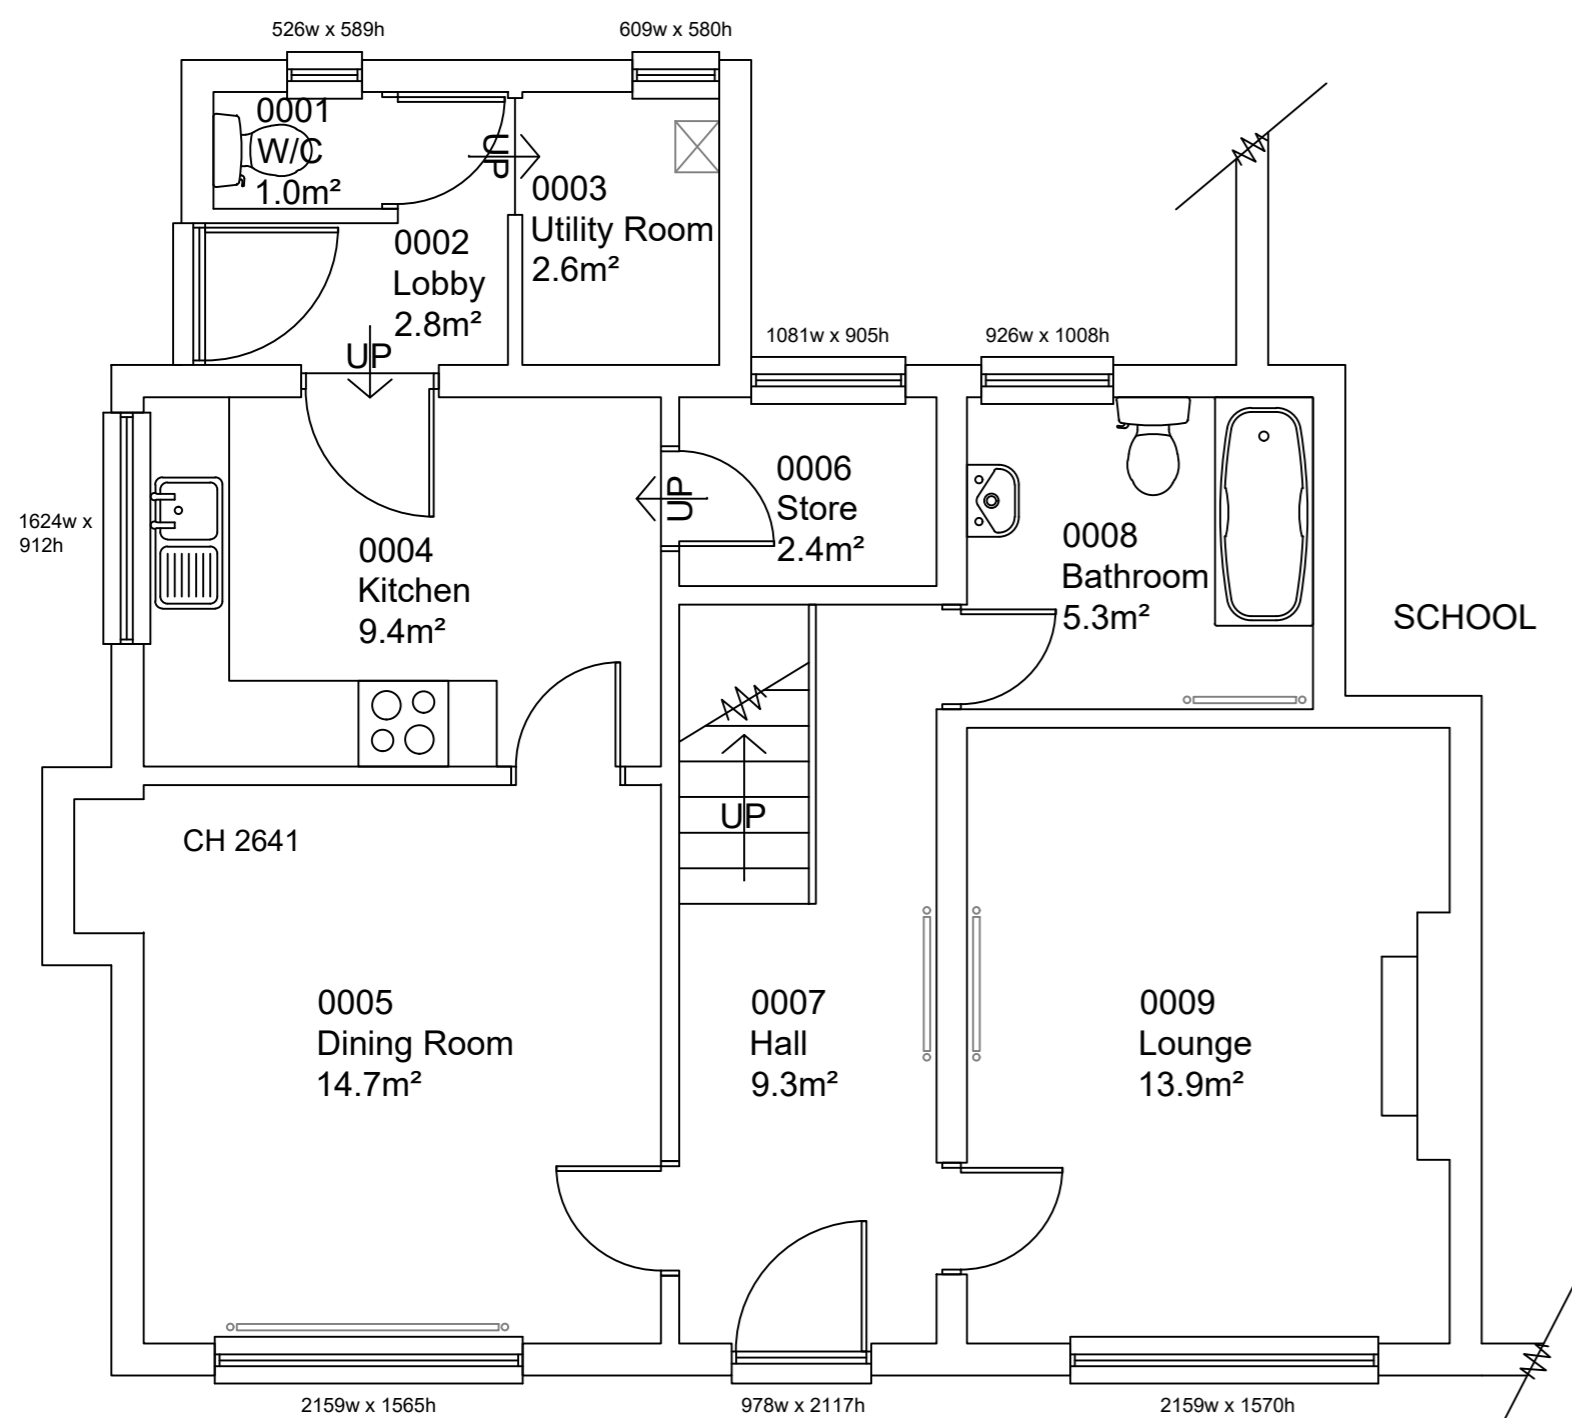 526w x 589h
609w x 580h
0001
W/C
1.0m²
UP
0003
Utility Room
2.6m²
0002
Lobby
2.8m²
UP
1081w x 905h
926w x 1008h
1624w x
912h
0004
Kitchen
9.4m²
UP
0006
Store
2.4m²
0008
Bathroom
5.3m²
SCHOOL
CH 2641
UP
0005
Dining Room
14.7m²
0007
Hall
9.3m²
0009
Lounge
13.9m²
2159w x 1565h
978w x 2117h
2159w x 1570h